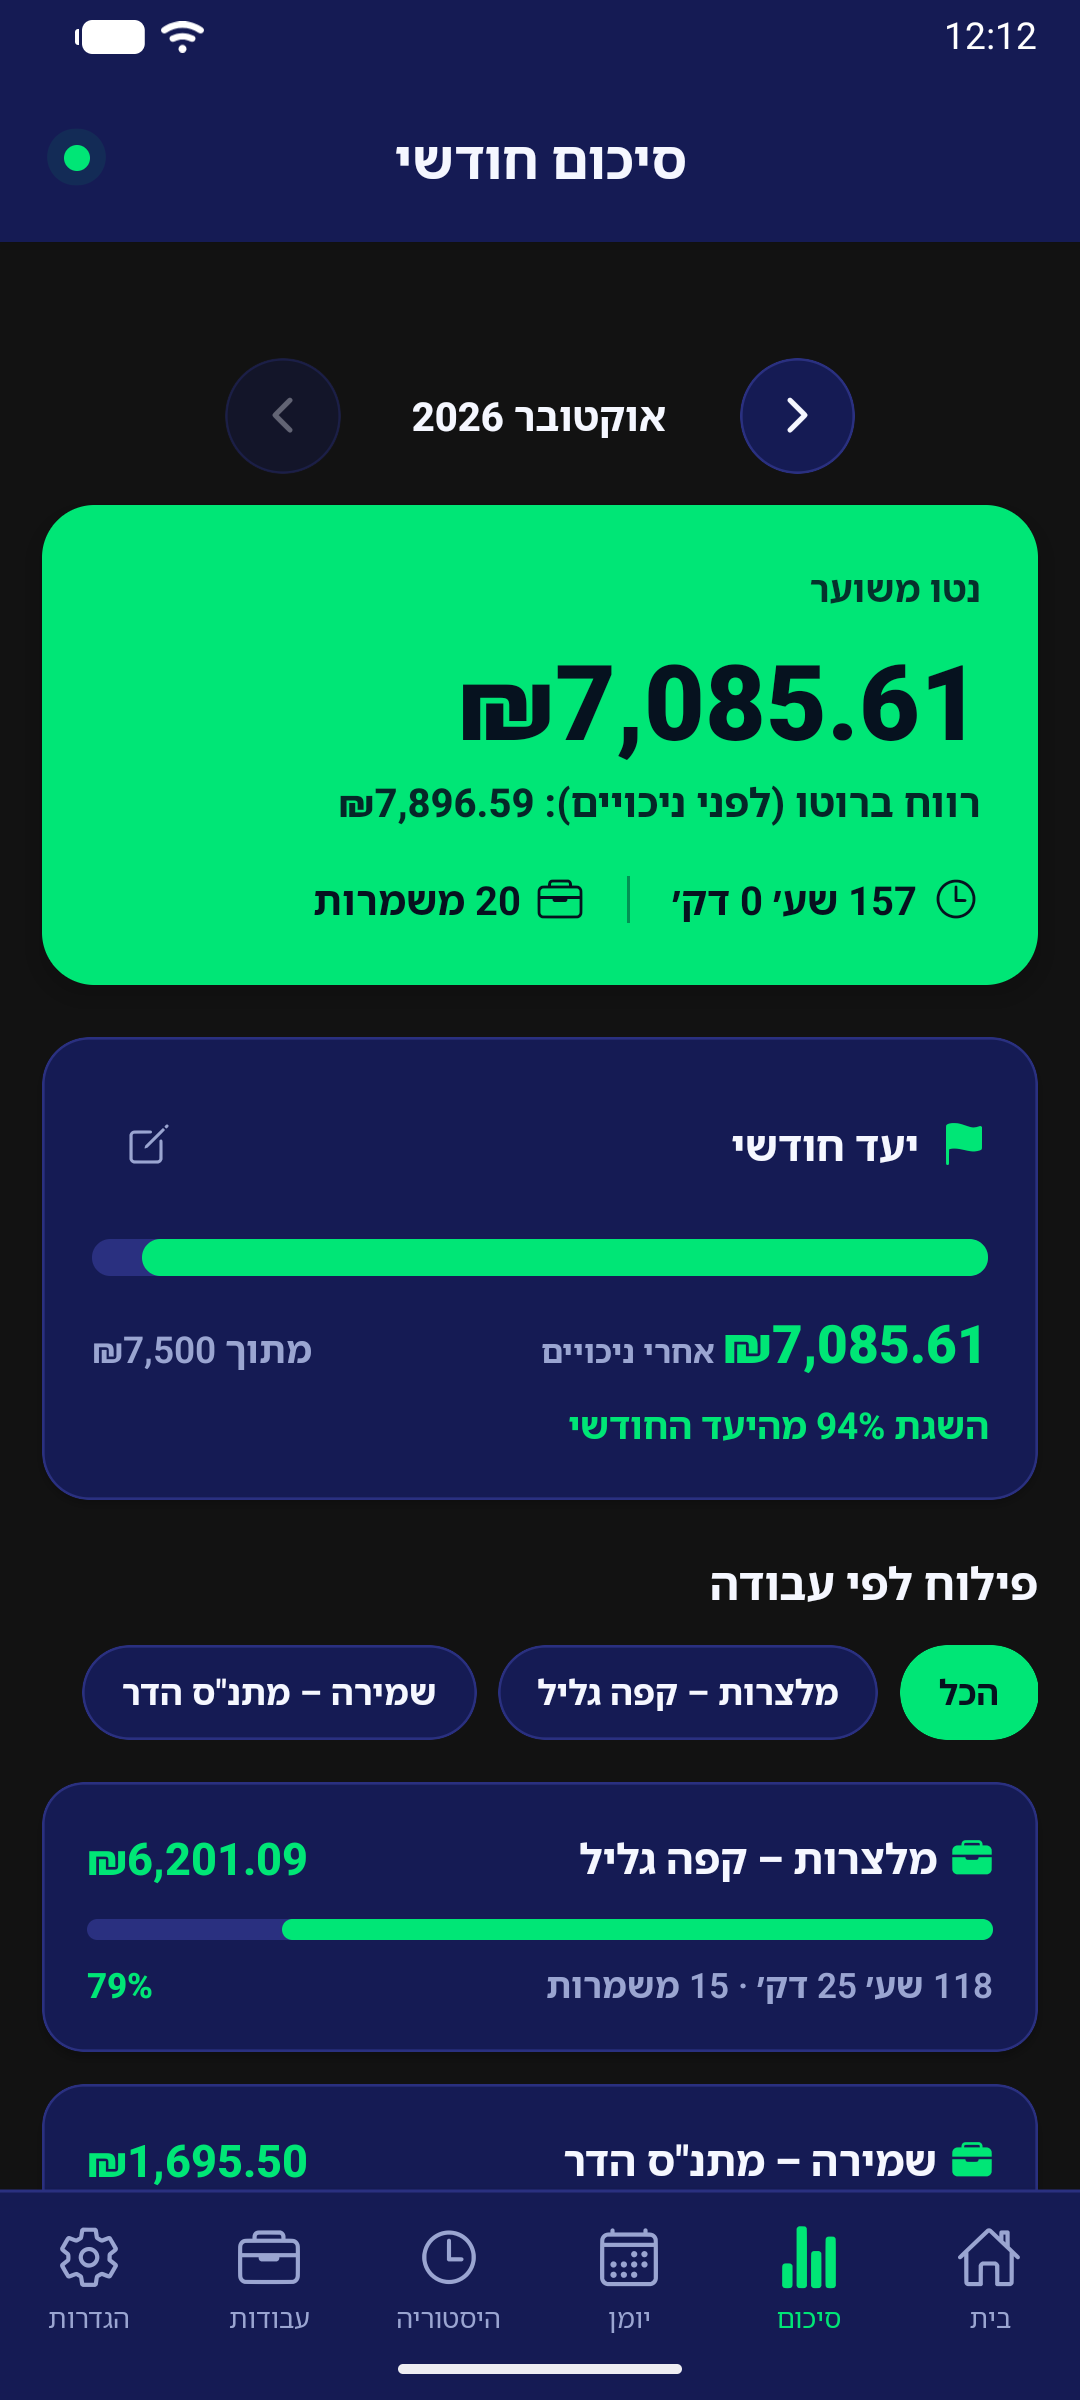 12:12
סיכום חודשי
אוקטובר 2026
נטו משוער
₪7,085.61
רווח ברוטו (לפני ניכויים): ₪7,896.59
157 שע׳ 0 דק׳
20 משמרות
יעד חודשי
₪7,085.61 אחרי ניכויים
מתוך ₪7,500
השגת 94% מהיעד החודשי
פילוח לפי עבודה
הכל
מלצרות – קפה גליל
שמירה – מתנ"ס הדר
מלצרות – קפה גליל
₪6,201.09
118 שע׳ 25 דק׳ · 15 משמרות
79%
שמירה – מתנ"ס הדר
₪1,695.50
בית
סיכום
יומן
היסטוריה
עבודות
הגדרות